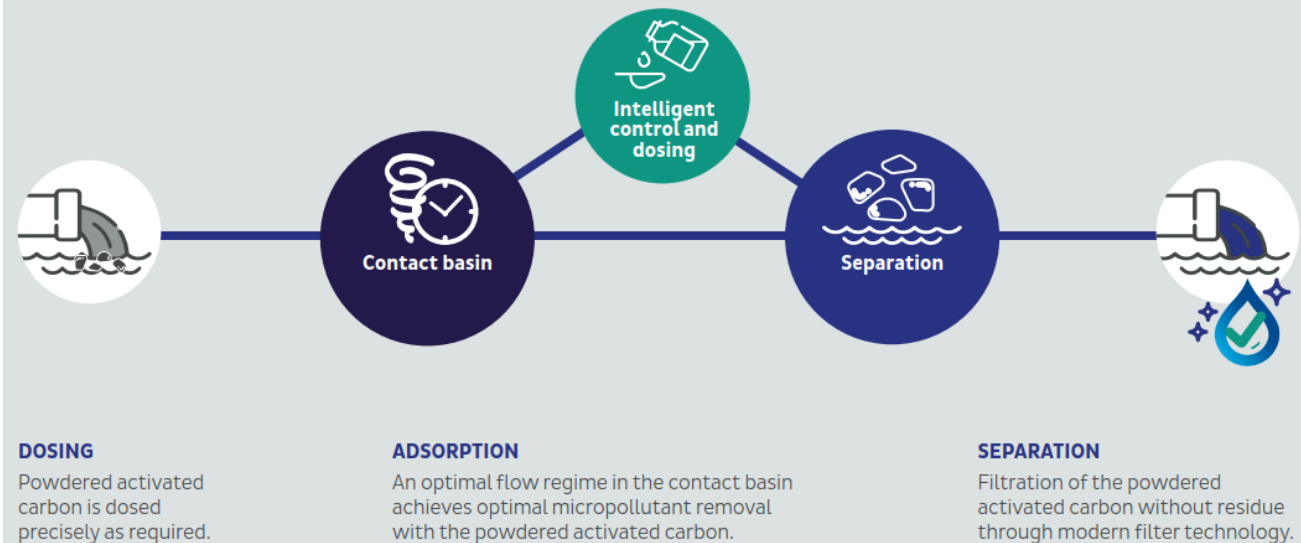 Intelligent
control and
dosing
Contact basin
Separation
DOSING
Powdered activated
carbon is dosed
precisely as required.
ADSORPTION
An optimal flow regime in the contact basin
achieves optimal micropollutant removal
with the powdered activated carbon.
SEPARATION
Filtration of the powdered
activated carbon without residue
through modern filter technology.